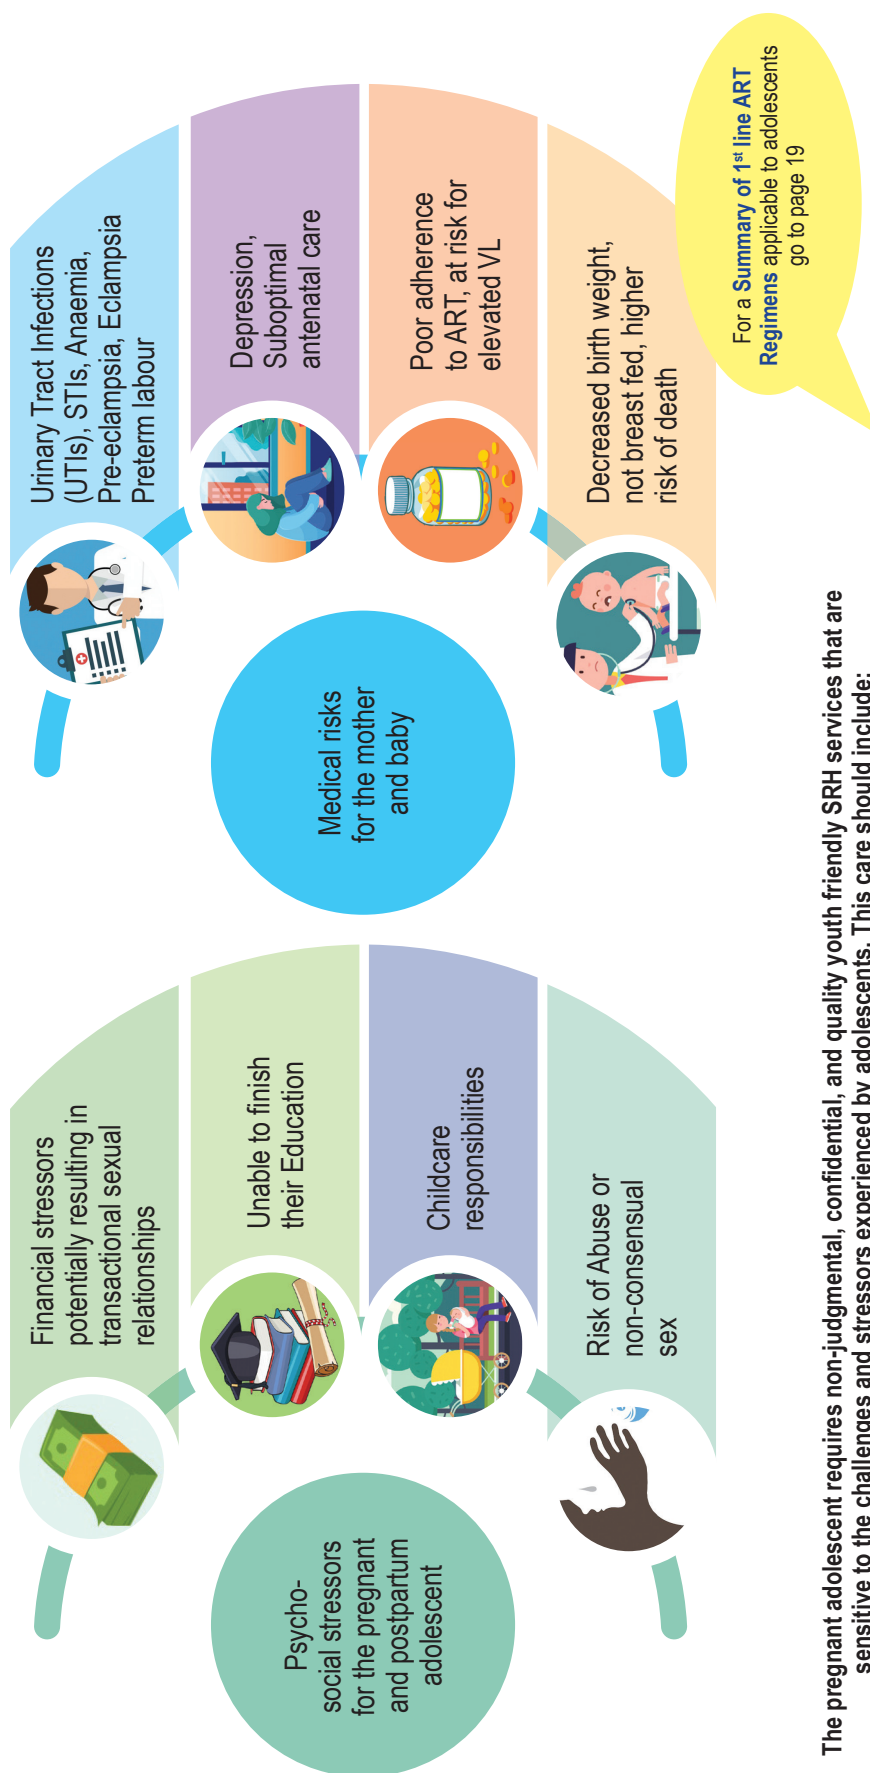 Psycho-
social stressors
for the pregnant
and postpartum
adolescent
Financial stressors
potentially resulting in
transactional sexual
relationships
Unable to finish
their Education
Childcare
responsibilities
Risk of Abuse or
non-consensual
sex
Medical risks
for the mother
and baby
Urinary Tract Infections
(UTIs), STIs, Anaemia,
Pre-eclampsia, Eclampsia
Preterm labour
Depression,
Suboptimal
antenatal care
Poor adherence
to ART, at risk for
elevated VL
Decreased birth weight,
not breast fed, higher
risk of death
For a Summary of 1st line ART
Regimens applicable to adolescents
go to page 19
The pregnant adolescent requires non-judgmental, confidential, and quality youth friendly SRH services that are
sensitive to the challenges and stressors experienced by adolescents. This care should include: